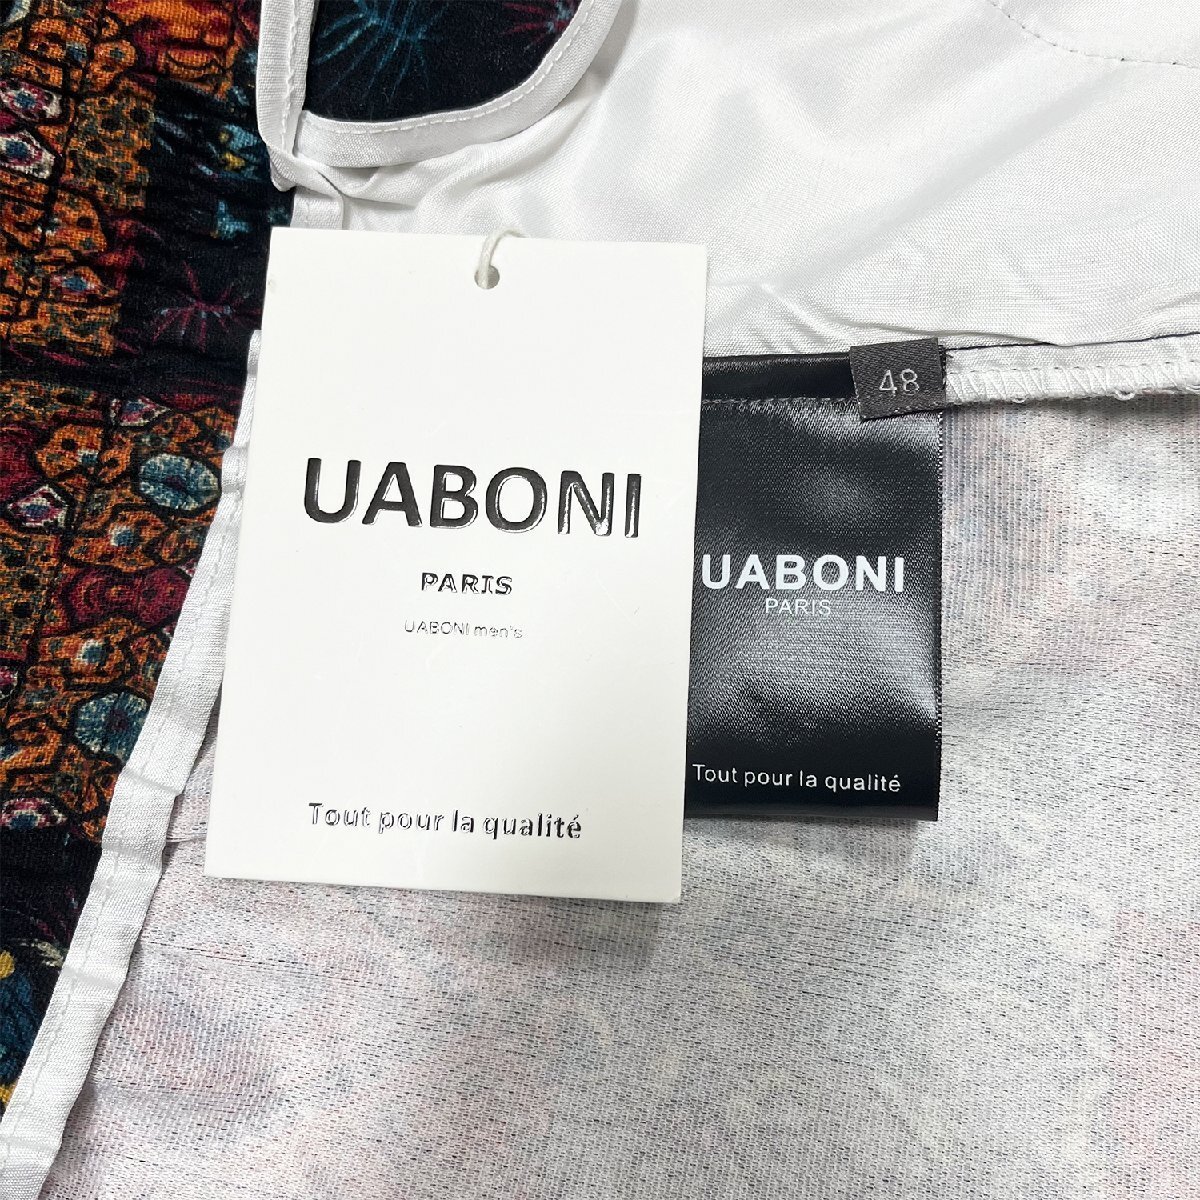 UABONI
PARIS
UABONI men's
Tout pour la qualité
48
UABONI
PARIS
Tout pour la qualité